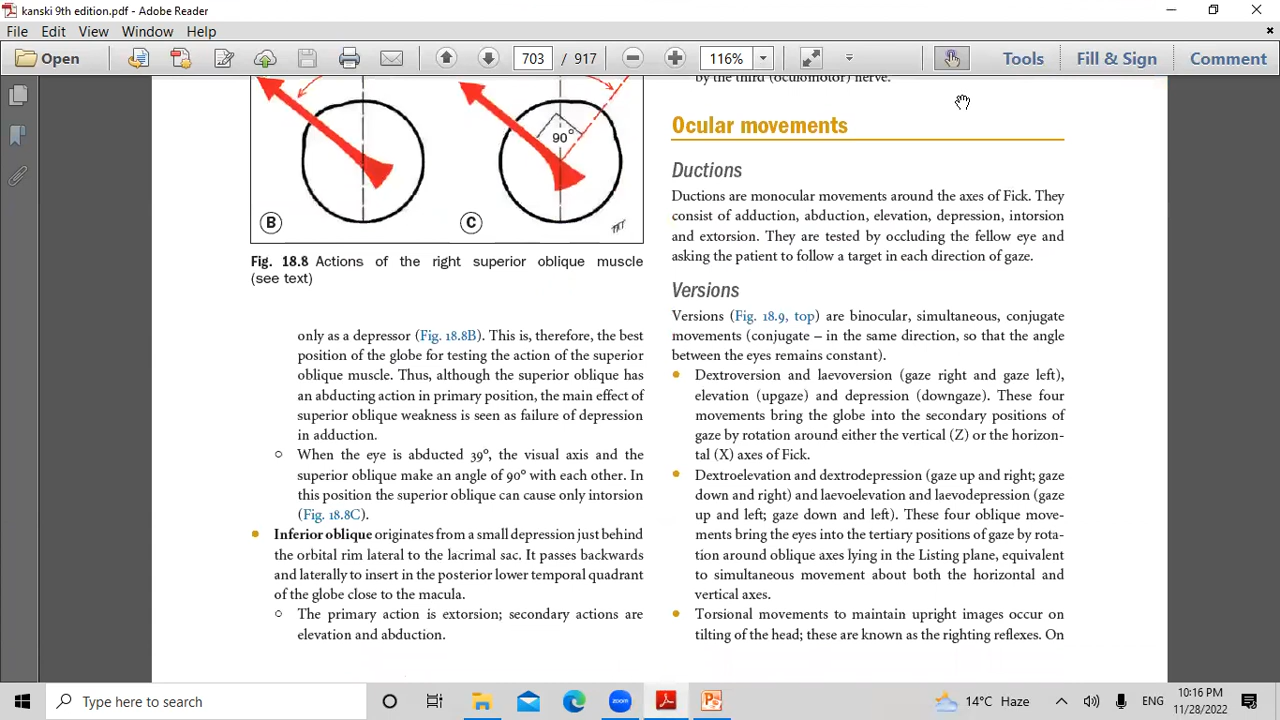 kanski 9th edition.pdf - Adobe Reader
File Edit View Window Help
Open 703 / 917 116% Tools Fill & Sign Comment
90°
B C
Fig. 18.8 Actions of the right superior oblique muscle
(see text)
only as a depressor (Fig. 18.8B). This is, therefore, the best
position of the globe for testing the action of the superior
oblique muscle. Thus, although the superior oblique has
an abducting action in primary position, the main effect of
superior oblique weakness is seen as failure of depression
in adduction.
When the eye is abducted 39°, the visual axis and the
superior oblique make an angle of 90° with each other. In
this position the superior oblique can cause only intorsion
(Fig. 18.8C).
Inferior oblique originates from a small depression just behind
the orbital rim lateral to the lacrimal sac. It passes backwards
and laterally to insert in the posterior lower temporal quadrant
of the globe close to the macula.
The primary action is extorsion; secondary actions are
elevation and abduction.
by the third (oculomotor) nerve.
Ocular movements
Ductions
Ductions are monocular movements around the axes of Fick. They
consist of adduction, abduction, elevation, depression, intorsion
and extorsion. They are tested by occluding the fellow eye and
asking the patient to follow a target in each direction of gaze.
Versions
Versions (Fig. 18.9, top) are binocular, simultaneous, conjugate
movements (conjugate – in the same direction, so that the angle
between the eyes remains constant).
Dextroversion and laevoversion (gaze right and gaze left),
elevation (upgaze) and depression (downgaze). These four
movements bring the globe into the secondary positions of
gaze by rotation around either the vertical (Z) or the horizon-
tal (X) axes of Fick.
Dextroelevation and dextrodepression (gaze up and right; gaze
down and right) and laevoelevation and laevodepression (gaze
up and left; gaze down and left). These four oblique move-
ments bring the eyes into the tertiary positions of gaze by rota-
tion around oblique axes lying in the Listing plane, equivalent
to simultaneous movement about both the horizontal and
vertical axes.
Torsional movements to maintain upright images occur on
tilting of the head; these are known as the righting reflexes. On
Type here to search
zoom
14°C Haze
ENG
10:16 PM
11/28/2022